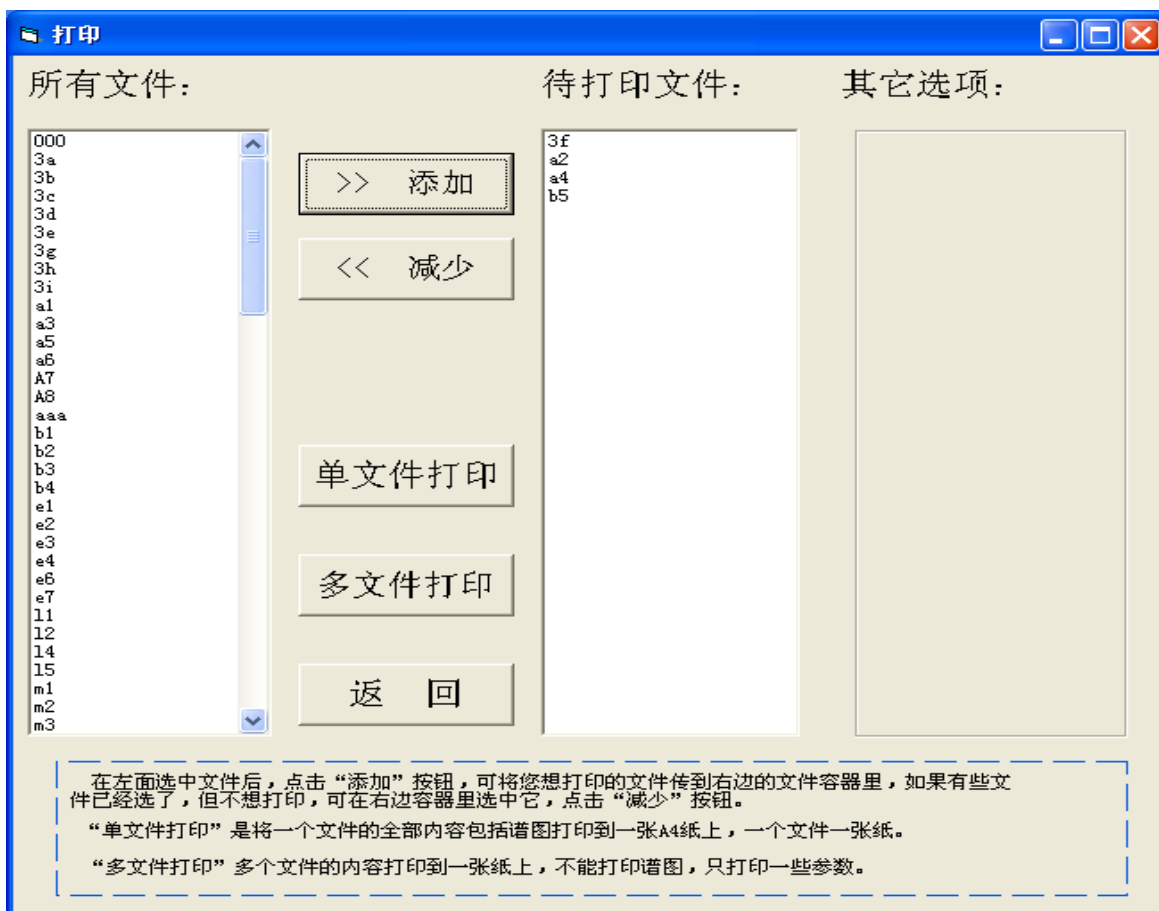 打印
所有文件：
待打印文件：
其它选项：
000
3a
3b
3c
3d
3e
3g
3h
3i
a1
a3
a5
a6
A7
A8
aaa
b1
b2
b3
b4
e1
e2
e3
e4
e6
e7
l1
l2
l4
l5
m1
m2
m3
>> 添加
<< 减少
单文件打印
多文件打印
返 回
3f
a2
a4
b5
在左面选中文件后，点击“添加”按钮，可将您想打印的文件传到右边的文件容器里，如果有些文
件已经选了，但不想打印，可在右边容器里选中它，点击“减少”按钮。
“单文件打印”是将一个文件的全部内容包括谱图打印到一张A4纸上，一个文件一张纸。
“多文件打印”多个文件的内容打印到一张纸上，不能打印谱图，只打印一些参数。